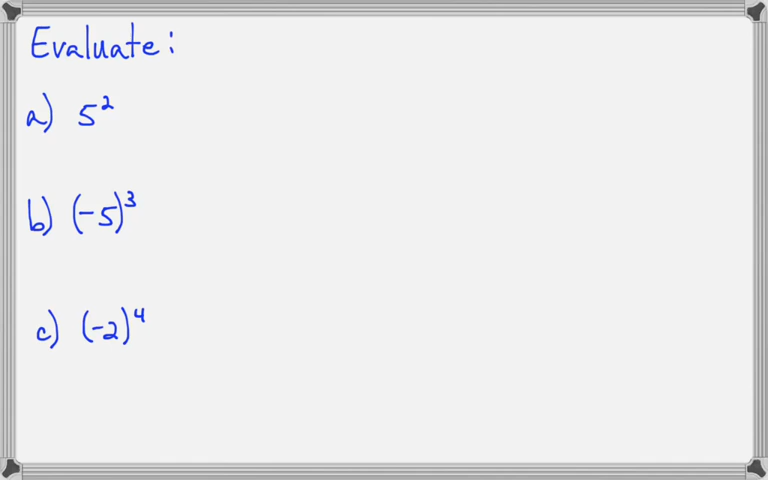 Evaluate:
a) 5²
b) (-5)³
c) (-2)⁴